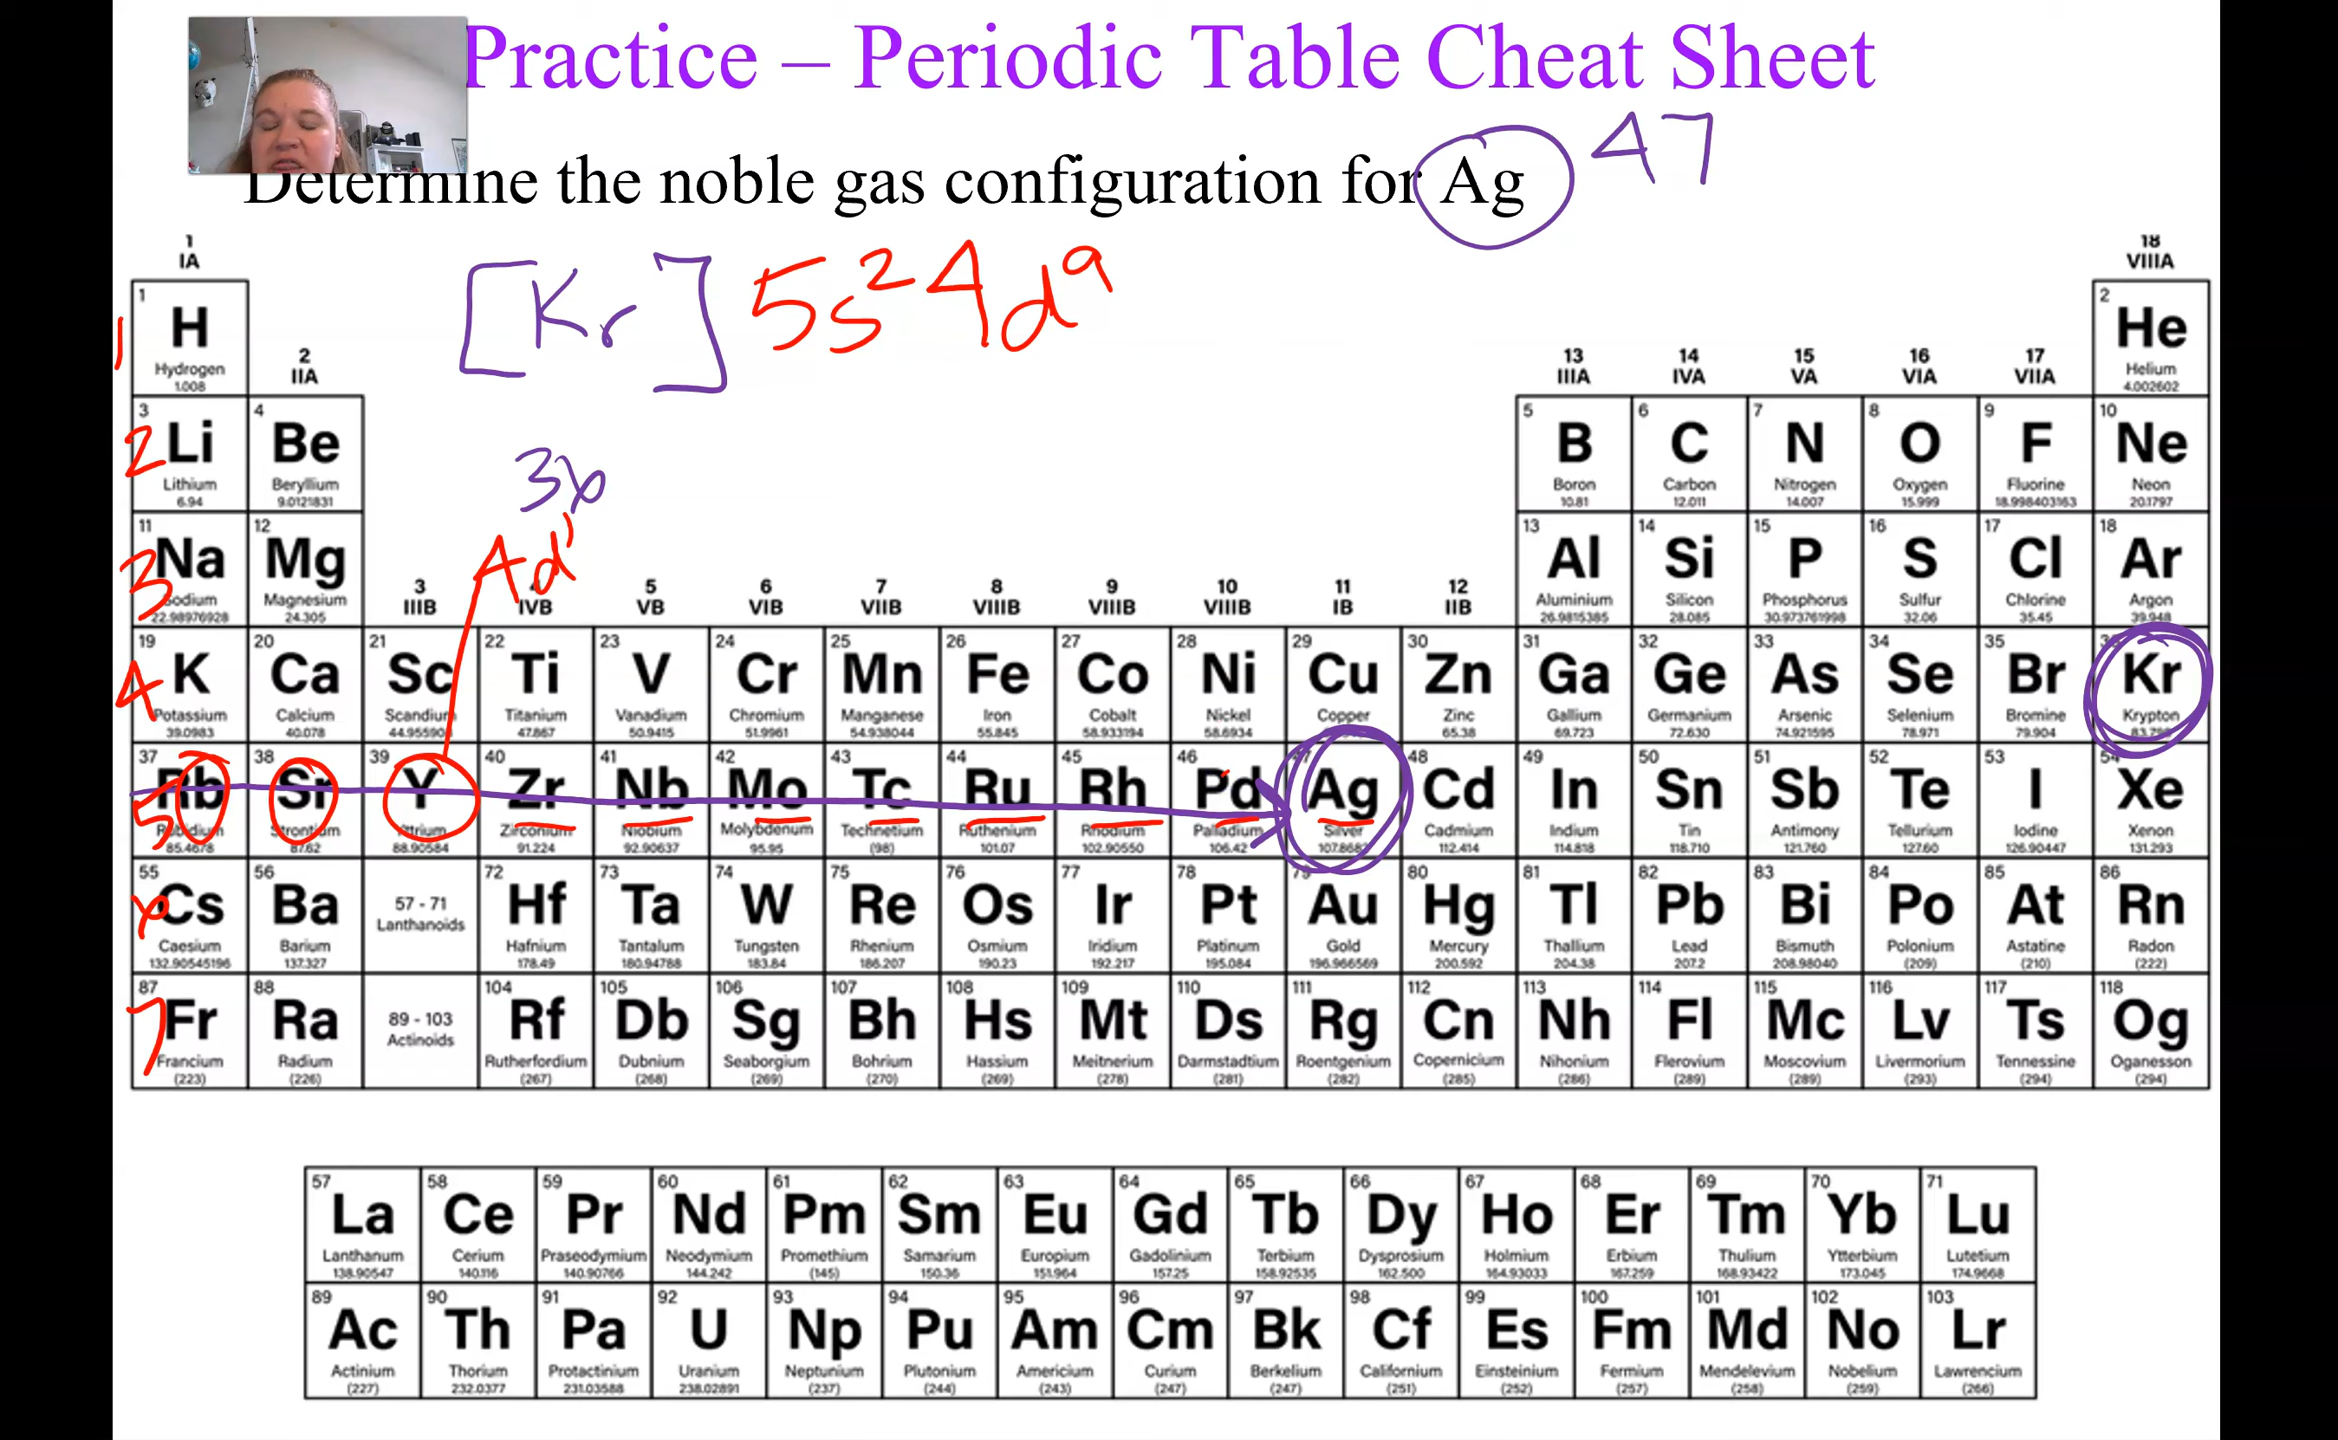 Practice – Periodic Table Cheat Sheet
Determine the noble gas configuration for Ag 47
[Kr] 5s² 4d⁹
1 18
IA VIIIA
1 2
1 H He
Hydrogen Helium
1.008 4.002602
2 13 14 15 16 17
IIA IIIA IVA VA VIA VIIA
3 4 5 6 7 8 9 10
2 Li Be B C N O F Ne
Lithium Beryllium Boron Carbon Nitrogen Oxygen Fluorine Neon
6.94 9.0121831 10.81 12.011 14.007 15.999 18.998403163 20.1797
36
4d¹
11 12 13 14 15 16 17 18
3 Na Mg Al Si P S Cl Ar
Sodium Magnesium Aluminium Silicon Phosphorus Sulfur Chlorine Argon
22.98976928 24.305 26.9815385 28.085 30.973761998 32.06 35.45 39.948
3 5 6 7 8 9 10 11 12
IIIB IVB VB VIB VIIB VIIIB VIIIB VIIIB IB IIB
19 20 21 22 23 24 25 26 27 28 29 30 31 32 33 34 35 36
4 K Ca Sc Ti V Cr Mn Fe Co Ni Cu Zn Ga Ge As Se Br Kr
Potassium Calcium Scandium Titanium Vanadium Chromium Manganese Iron Cobalt Nickel Copper Zinc Gallium Germanium Arsenic Selenium Bromine Krypton
39.0983 40.078 44.955908 47.867 50.9415 51.9961 54.938044 55.845 58.933194 58.6934 65.38 69.723 72.630 74.921595 78.971 79.904
37 38 39 40 41 42 43 44 45 46 47 48 49 50 51 52 53 54
5 Rb Sr Y Zr Nb Mo Tc Ru Rh Pd Ag Cd In Sn Sb Te I Xe
Rubidium Strontium Yttrium Zirconium Niobium Molybdenum Technetium Ruthenium Rhodium Palladium Silver Cadmium Indium Tin Antimony Tellurium Iodine Xenon
85.4678 87.62 88.90584 91.224 92.90637 95.95 (98) 101.07 102.90550 106.42 107.8682 112.414 114.818 118.710 121.760 127.60 126.90447 131.293
55 56 72 73 74 75 76 77 78 79 80 81 82 83 84 85 86
6 Cs Ba 57 - 71 Hf Ta W Re Os Ir Pt Au Hg Tl Pb Bi Po At Rn
Lanthanoids
Caesium Barium Hafnium Tantalum Tungsten Rhenium Osmium Iridium Platinum Gold Mercury Thallium Lead Bismuth Polonium Astatine Radon
132.90545196 137.327 178.49 180.94788 183.84 186.207 190.23 192.217 195.084 196.966569 200.592 204.38 207.2 208.98040 (209) (210) (222)
87 88 104 105 106 107 108 109 110 111 112 113 114 115 116 117 118
7 Fr Ra 89 - 103 Rf Db Sg Bh Hs Mt Ds Rg Cn Nh Fl Mc Lv Ts Og
Actinoids
Francium Radium Rutherfordium Dubnium Seaborgium Bohrium Hassium Meitnerium Darmstadtium Roentgenium Copernicium Nihonium Flerovium Moscovium Livermorium Tennessine Oganesson
(223) (226) (267) (268) (269) (270) (269) (278) (281) (282) (285) (286) (289) (289) (293) (294) (294)
57 58 59 60 61 62 63 64 65 66 67 68 69 70 71
La Ce Pr Nd Pm Sm Eu Gd Tb Dy Ho Er Tm Yb Lu
Lanthanum Cerium Praseodymium Neodymium Promethium Samarium Europium Gadolinium Terbium Dysprosium Holmium Erbium Thulium Ytterbium Lutetium
138.90547 140.116 140.90766 144.242 (145) 150.36 151.964 157.25 158.92535 162.500 164.93033 167.259 168.93422 173.045 174.9668
89 90 91 92 93 94 95 96 97 98 99 100 101 102 103
Ac Th Pa U Np Pu Am Cm Bk Cf Es Fm Md No Lr
Actinium Thorium Protactinium Uranium Neptunium Plutonium Americium Curium Berkelium Californium Einsteinium Fermium Mendelevium Nobelium Lawrencium
(227) 232.0377 231.03588 238.02891 (237) (244) (243) (247) (247) (251) (252) (257) (258) (259) (266)